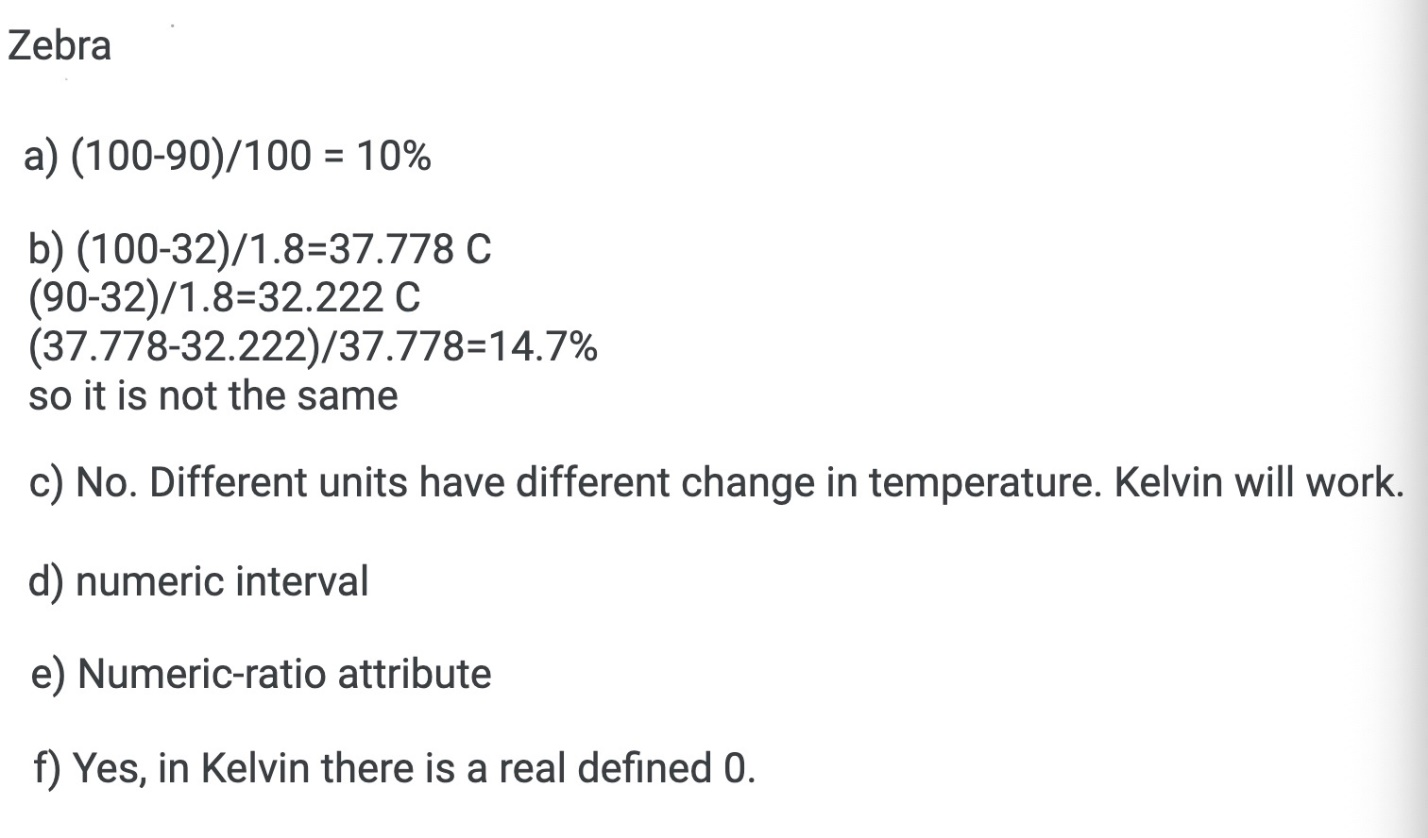 Zebra
a) (100-90)/100 = 10%
b) (100-32)/1.8=37.778 C
(90-32)/1.8=32.222 C
(37.778-32.222)/37.778=14.7%
so it is not the same
c) No. Different units have different change in temperature. Kelvin will work.
d) numeric interval
e) Numeric-ratio attribute
f) Yes, in Kelvin there is a real defined 0.